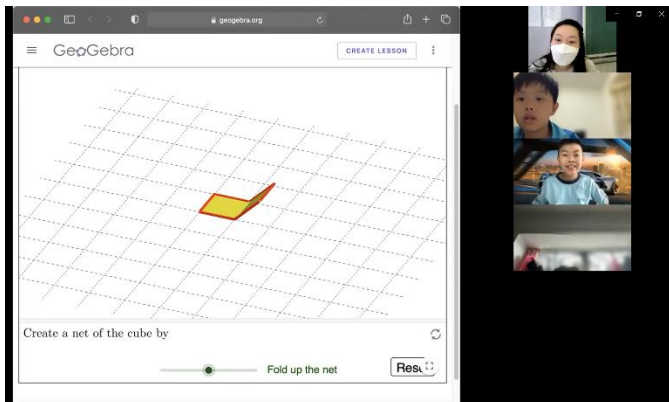 geogebra.org
GeoGebra
CREATE LESSON
Create a net of the cube by
Fold up the net